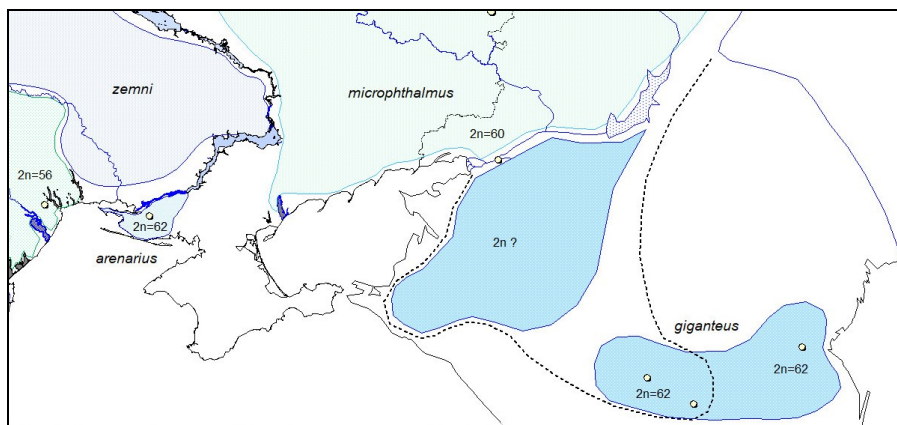 zemni
microphthalmus
2n=60
2n=56
2n=62
arenarius
2n ?
giganteus
2n=62
2n=62